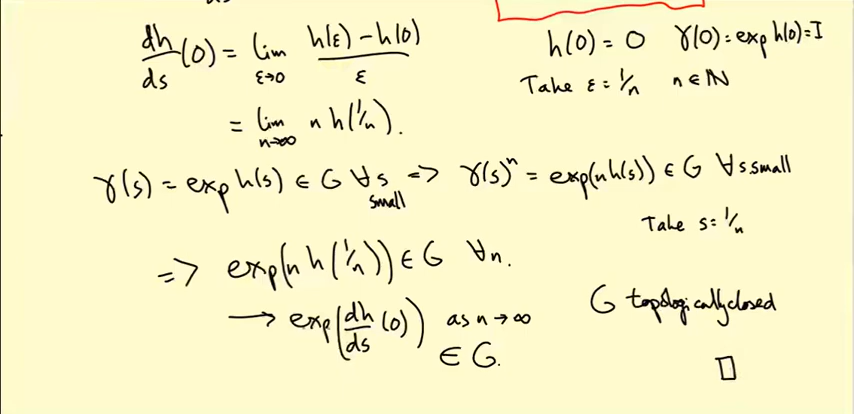 dh/ds (0) = lim_{ε→0} (h(ε) − h(0))/ε
h(0) = 0 γ(0) = exp h(0) = I
Take ε = 1/n n ∈ ℕ
= lim_{n→∞} n h(1/n).
γ(s) = exp h(s) ∈ G ∀ s small => γ(s)^n = exp(n h(s)) ∈ G ∀ s small
Take s = 1/n
=> exp(n h(1/n)) ∈ G ∀n.
G topologically closed
→ exp(dh/ds (0)) as n → ∞
∈ G.
□